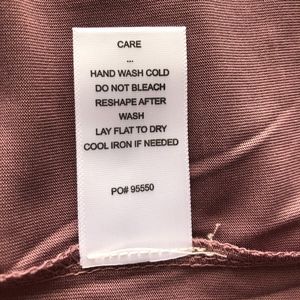 CARE
...
HAND WASH COLD
DO NOT BLEACH
RESHAPE AFTER
WASH
LAY FLAT TO DRY
COOL IRON IF NEEDED
PO# 95550